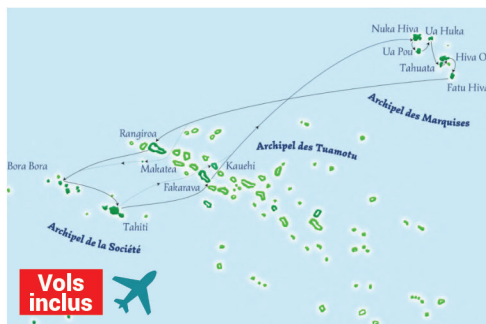 Nuka Hiva
Ua Huka
Ua Pou
Hiva O
Tahuata
Fatu Hiva
Archipel des Marquises
Rangiroa
Archipel des Tuamotu
Bora Bora
Makatea
Kauehi
Fakarava
Tahiti
Archipel de la Société
Vols
inclus